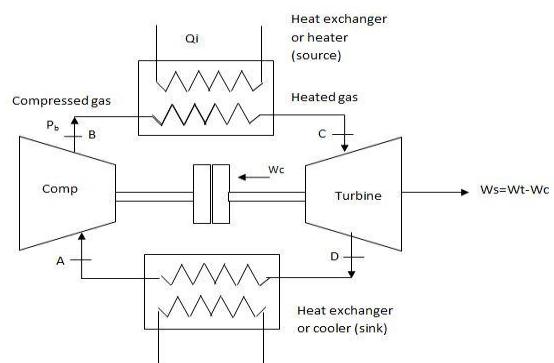 Heat exchanger
or heater
(source)
Qi
Compressed gas
Heated gas
Pb
B
C
Comp
Wc
Turbine
Ws=Wt-Wc
A
D
Heat exchanger
or cooler (sink)